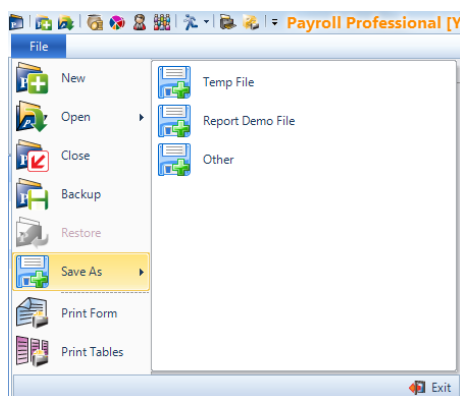 Payroll Professional [Y
File
New
Open
Close
Backup
Restore
Save As
Print Form
Print Tables
Temp File
Report Demo File
Other
Exit